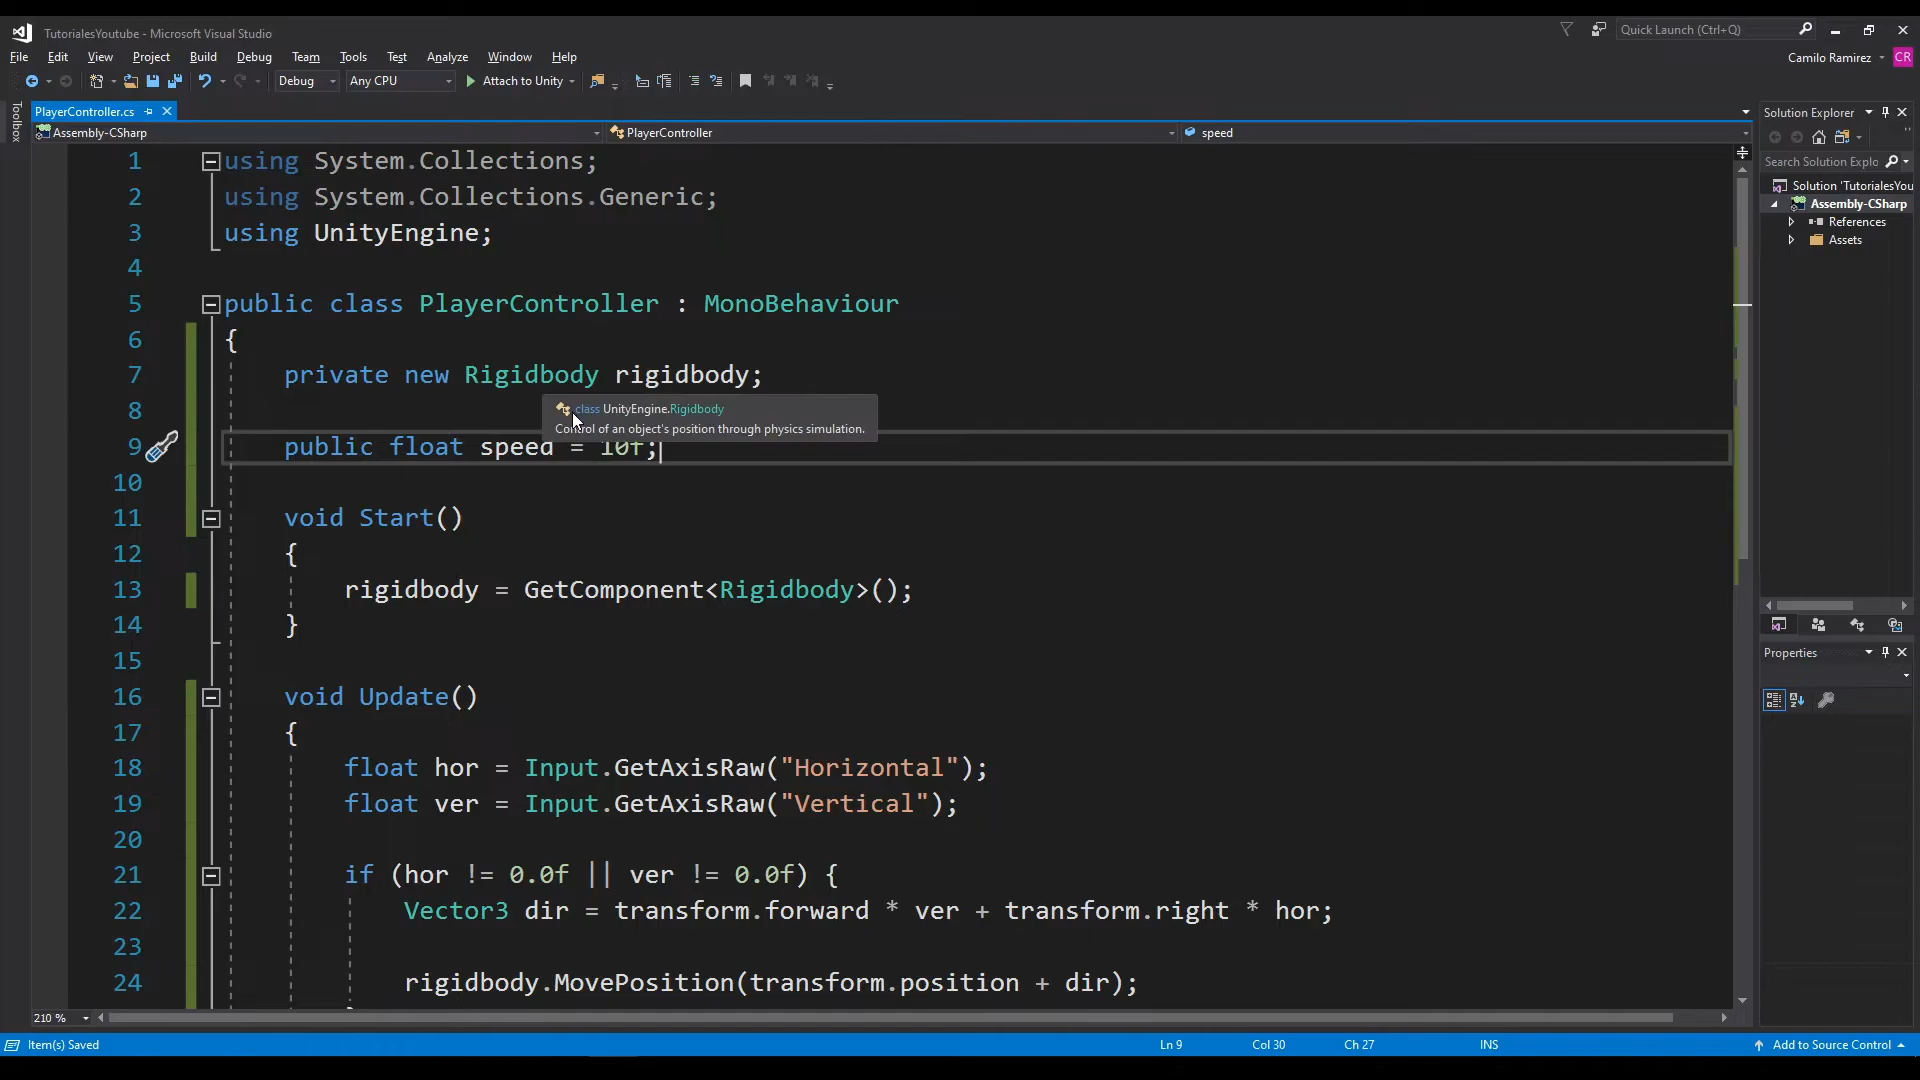 TutorialesYoutube - Microsoft Visual Studio
Quick Launch (Ctrl+Q)
File Edit View Project Build Debug Team Tools Test Analyze Window Help
Camilo Ramirez CR
Debug Any CPU Attach to Unity
Toolbox
PlayerController.cs
Assembly-CSharp PlayerController speed
1 using System.Collections;
2 using System.Collections.Generic;
3 using UnityEngine;
4
5 public class PlayerController : MonoBehaviour
6 {
7 private new Rigidbody rigidbody;
8
class UnityEngine.Rigidbody
Control of an object's position through physics simulation.
9 public float speed = 10f;
10
11 void Start()
12 {
13 rigidbody = GetComponent<Rigidbody>();
14 }
15
16 void Update()
17 {
18 float hor = Input.GetAxisRaw("Horizontal");
19 float ver = Input.GetAxisRaw("Vertical");
20
21 if (hor != 0.0f || ver != 0.0f) {
22 Vector3 dir = transform.forward * ver + transform.right * hor;
23
24 rigidbody.MovePosition(transform.position + dir);
210 %
Solution Explorer
Search Solution Explo
Solution 'TutorialesYou
Assembly-CSharp
References
Assets
Properties
Item(s) Saved Ln 9 Col 30 Ch 27 INS Add to Source Control